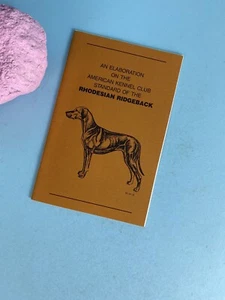 AN ELABORATION
ON THE
AMERICAN KENNEL CLUB
STANDARD OF THE
RHODESIAN RIDGEBACK